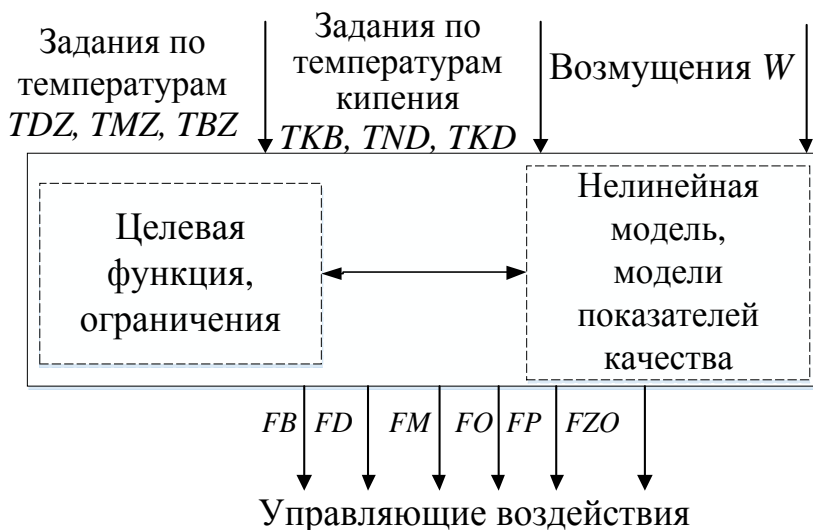 Задания по
температурам
TDZ, TMZ, TBZ
Задания по
температурам
кипения
TKB, TND, TKD
Возмущения W
Целевая
функция,
ограничения
Нелинейная
модель,
модели
показателей
качества
FB FD FM FO FP FZO
Управляющие воздействия